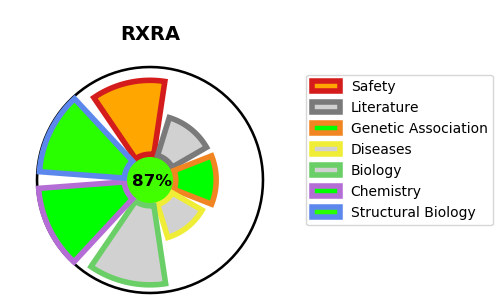 RXRA
87%
Safety
Literature
Genetic Association
Diseases
Biology
Chemistry
Structural Biology